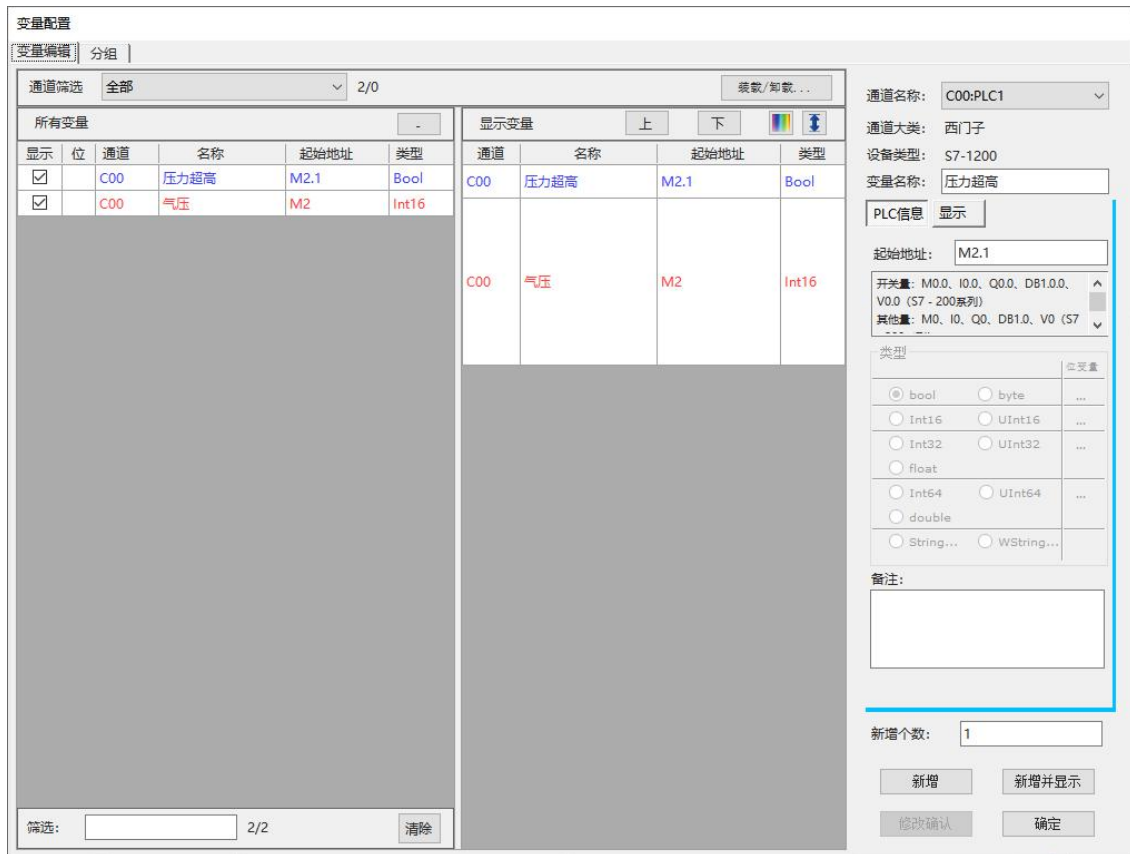 变量配置
变量编辑 分组
通道筛选 全部 2/0 装载/卸载...
所有变量 -
显示 位 通道 名称 起始地址 类型
C00 压力超高 M2.1 Bool
C00 气压 M2 Int16
筛选: 2/2 清除
显示变量 上 下
通道 名称 起始地址 类型
C00 压力超高 M2.1 Bool
C00 气压 M2 Int16
通道名称: C00:PLC1
通道大类: 西门子
设备类型: S7-1200
变量名称: 压力超高
PLC信息 显示
起始地址: M2.1
开关量: M0.0、I0.0、Q0.0、DB1.0.0、
V0.0（S7 - 200系列）
其他量: M0、I0、Q0、DB1.0、V0（S7
类型
位变量
bool byte ...
Int16 UInt16 ...
Int32 UInt32 ...
float
Int64 UInt64 ...
double
String... WString...
备注:
新增个数: 1
新增 新增并显示
修改确认 确定